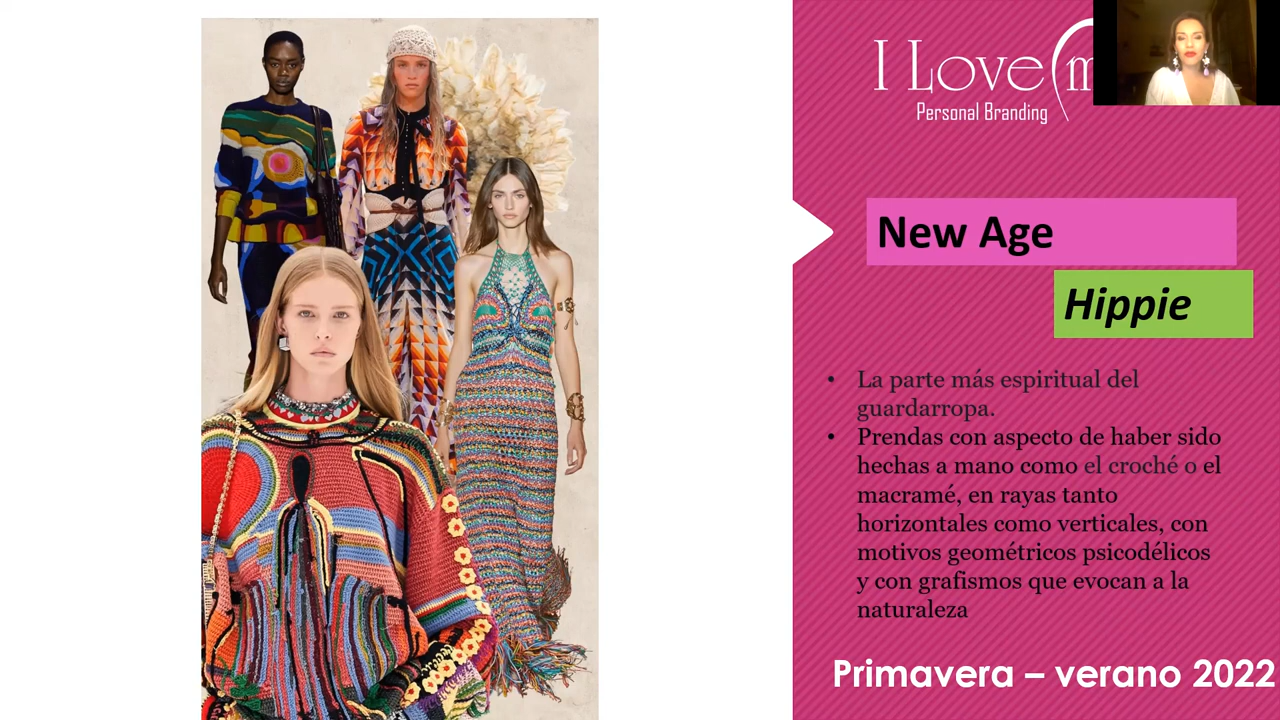 I Love
Personal Branding
New Age
Hippie
• La parte más espiritual del
guardarropa.
• Prendas con aspecto de haber sido
hechas a mano como el croché o el
macramé, en rayas tanto
horizontales como verticales, con
motivos geométricos psicodélicos
y con grafismos que evocan a la
naturaleza
Primavera – verano 2022